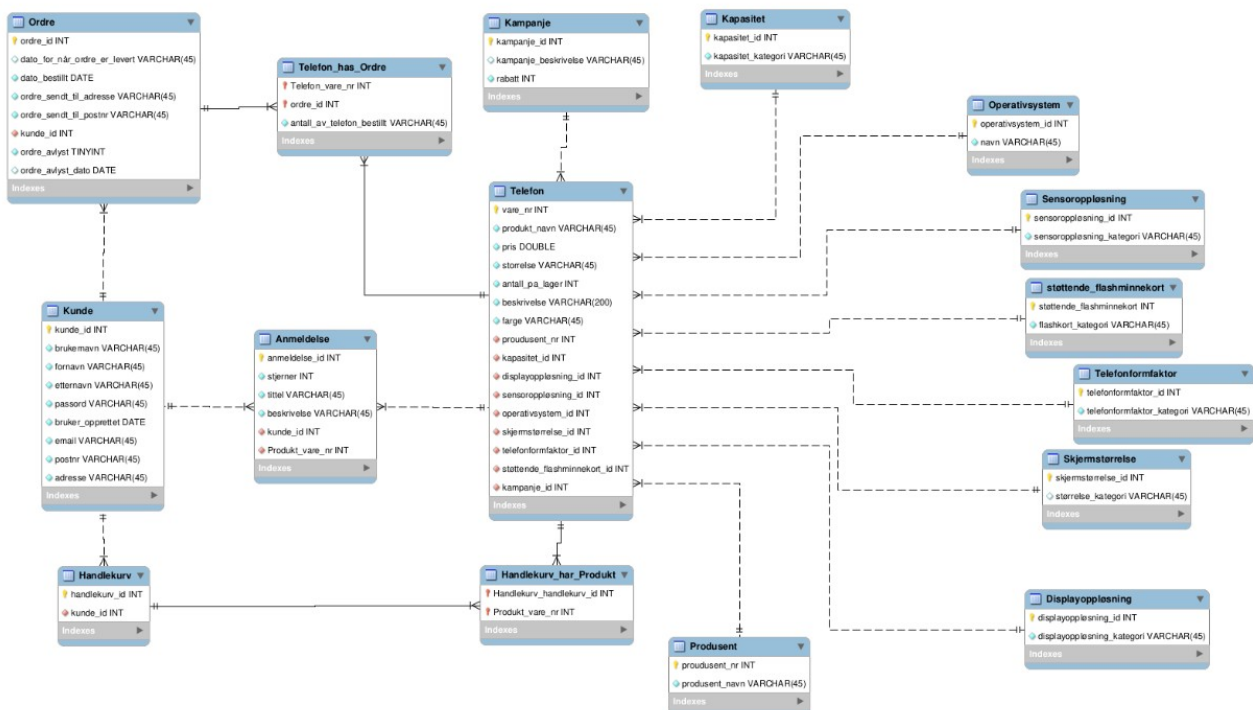 Ordre
ordre_id INT
dato_for_når_ordre_er_levert VARCHAR(45)
dato_bestillt DATE
ordre_sendt_til_adresse VARCHAR(45)
ordre_sendt_til_postnr VARCHAR(45)
kunde_id INT
ordre_avlyst TINYINT
ordre_avlyst_dato DATE
Indexes
Telefon_has_Ordre
Telefon_vare_nr INT
ordre_id INT
antall_av_telefon_bestillt VARCHAR(45)
Indexes
Kampanje
kampanje_id INT
kampanje_beskrivelse VARCHAR(45)
rabatt INT
Indexes
Kapasitet
kapasitet_id INT
kapasitet_kategori VARCHAR(45)
Indexes
Operativsystem
operativsystem_id INT
navn VARCHAR(45)
Indexes
Sensoroppløsning
sensoroppløsning_id INT
sensoroppløsning_kategori VARCHAR(45)
Indexes
støttende_flashminnekort
støttende_flashminnekort INT
flashkort_kategori VARCHAR(45)
Indexes
Telefonformfaktor
telefonformfaktor_id INT
telefonformfaktor_kategori VARCHAR(45)
Indexes
Skjermstørrelse
skjermstørrelse_id INT
størrelse_kategori VARCHAR(45)
Indexes
Displayoppløsning
displayoppløsning_id INT
displayoppløsning_kategori VARCHAR(45)
Indexes
Telefon
vare_nr INT
produkt_navn VARCHAR(45)
pris DOUBLE
storrelse VARCHAR(45)
antall_pa_lager INT
beskrivelse VARCHAR(200)
farge VARCHAR(45)
proudusent_nr INT
kapasitet_id INT
displayoppløsning_id INT
sensoroppløsning_id INT
operativsystem_id INT
skjermstørrelse_id INT
telefonformfaktor_id INT
støttende_flashminnekort_id INT
kampanje_id INT
Indexes
Kunde
kunde_id INT
brukernavn VARCHAR(45)
fornavn VARCHAR(45)
etternavn VARCHAR(45)
passord VARCHAR(45)
bruker_opprettet DATE
email VARCHAR(45)
postnr VARCHAR(45)
adresse VARCHAR(45)
Indexes
Anmeldelse
anmeldelse_id INT
stjerner INT
tittel VARCHAR(45)
beskrivelse VARCHAR(45)
kunde_id INT
Produkt_vare_nr INT
Indexes
Handlekurv
handlekurv_id INT
kunde_id INT
Indexes
Handlekurv_har_Produkt
Handlekurv_handlekurv_id INT
Produkt_vare_nr INT
Indexes
Produsent
proudusent_nr INT
produsent_navn VARCHAR(45)
Indexes